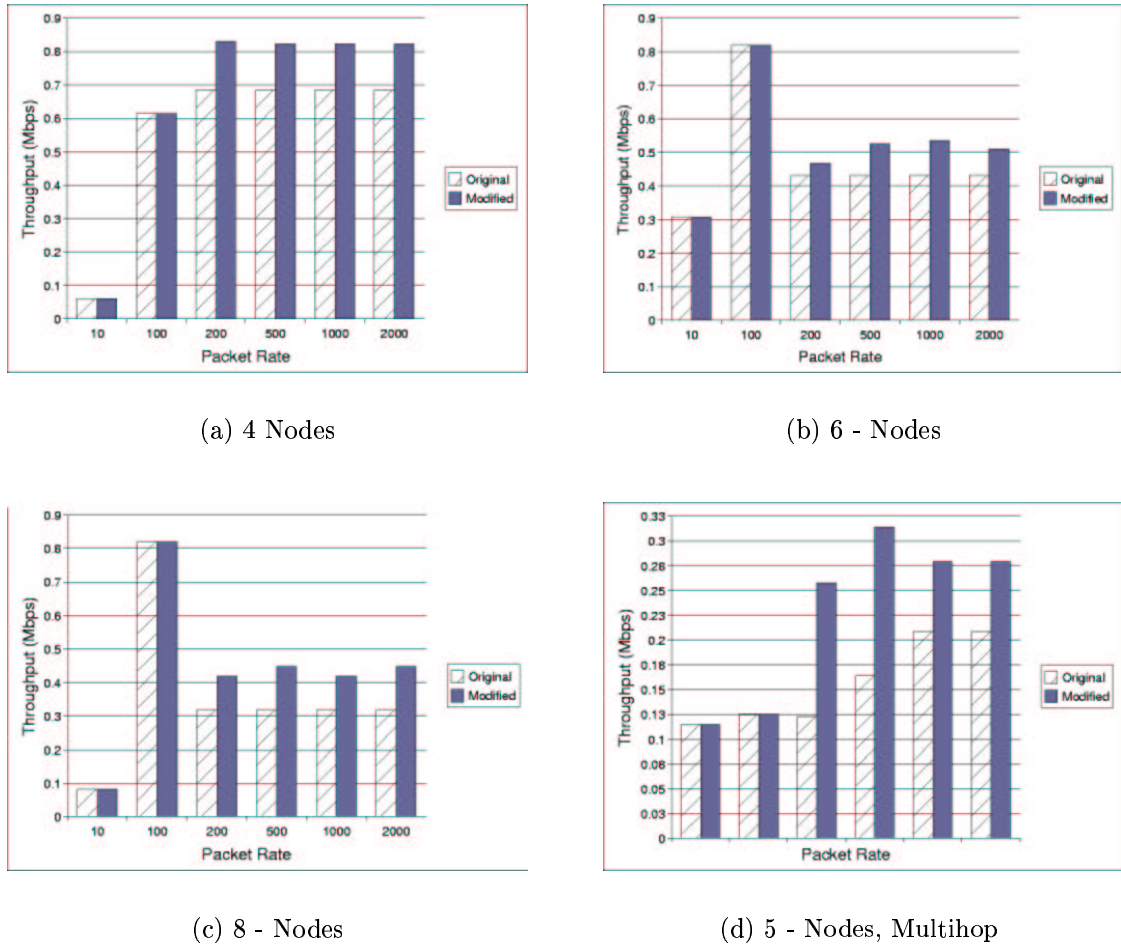 0.9
0.8
0.7
0.6
0.5
0.4
0.3
0.2
0.1
0
Throughput (Mbps)
10 100 200 500 1000 2000
Packet Rate
Original
Modified
(a) 4 Nodes
0.9
0.8
0.7
0.6
0.5
0.4
0.3
0.2
0.1
0
Throughput (Mbps)
10 100 200 500 1000 2000
Packet Rate
Original
Modified
(b) 6 - Nodes
0.9
0.8
0.7
0.6
0.5
0.4
0.3
0.2
0.1
0
Throughput (Mbps)
10 100 200 500 1000 2000
Packet Rate
Original
Modified
(c) 8 - Nodes
0.33
0.3
0.28
0.25
0.23
0.2
0.18
0.15
0.13
0.1
0.08
0.05
0.03
0
Throughput (Mbps)
Packet Rate
Original
Modified
(d) 5 - Nodes, Multihop